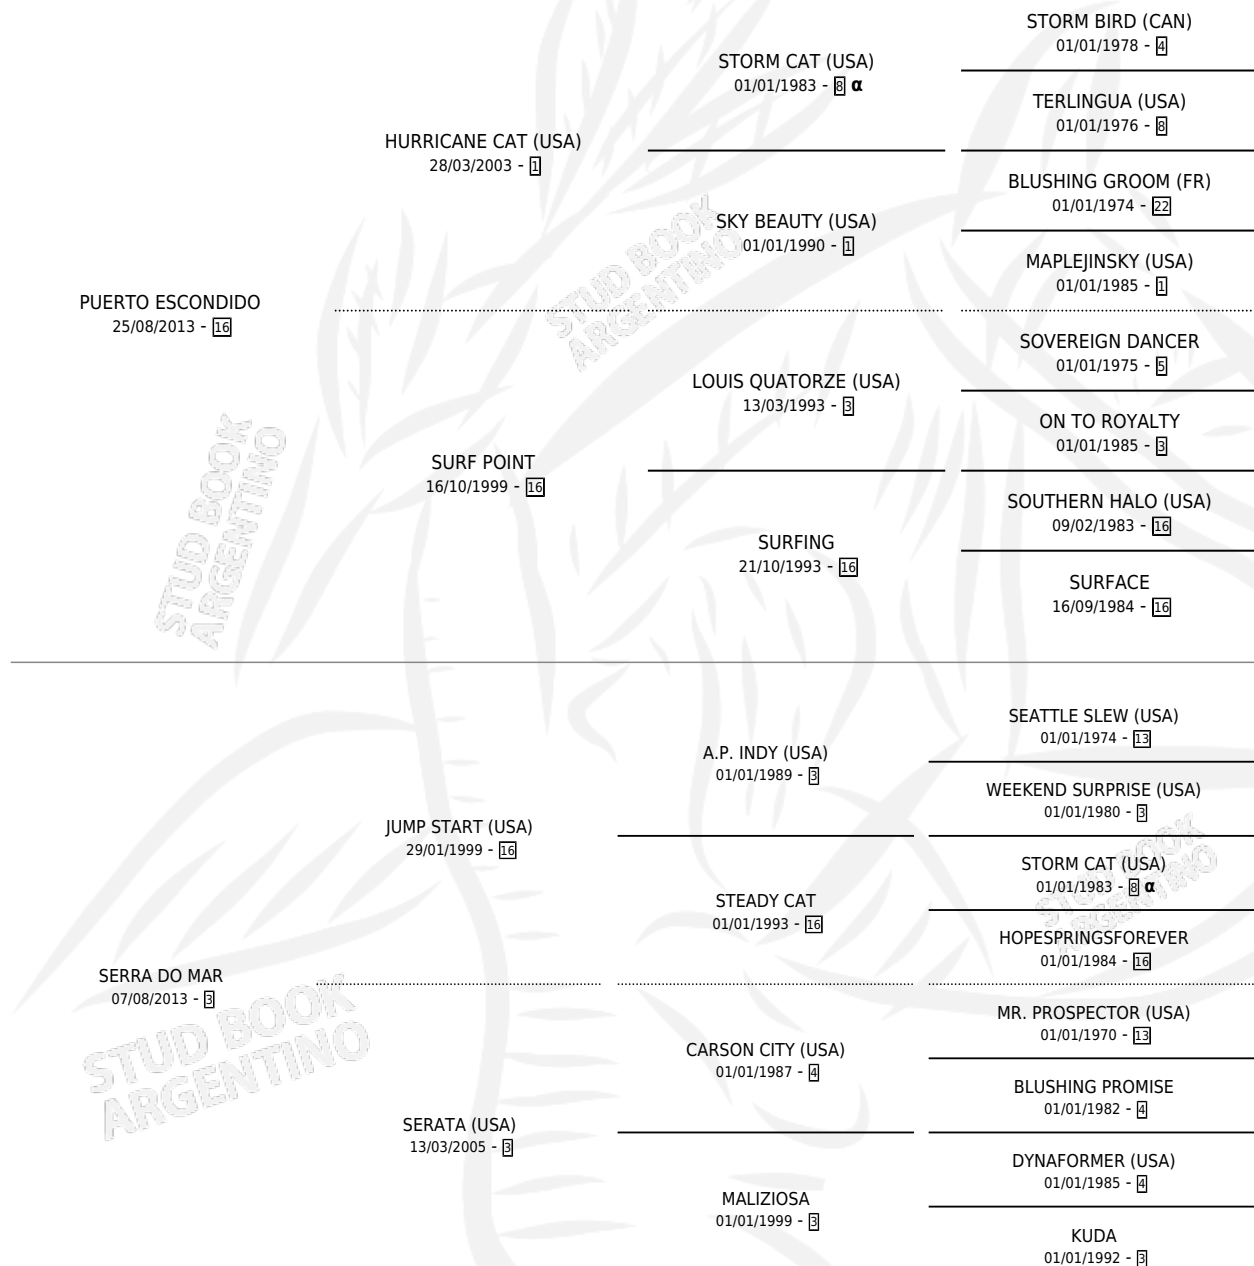 STORM BIRD (CAN)
01/01/1978 - 4
STORM CAT (USA)
01/01/1983 - 8 α
TERLINGUA (USA)
01/01/1976 - 8
HURRICANE CAT (USA)
28/03/2003 - 1
BLUSHING GROOM (FR)
01/01/1974 - 22
SKY BEAUTY (USA)
01/01/1990 - 1
MAPLEJINSKY (USA)
01/01/1985 - 1
PUERTO ESCONDIDO
25/08/2013 - 16
SOVEREIGN DANCER
01/01/1975 - 5
LOUIS QUATORZE (USA)
13/03/1993 - 3
ON TO ROYALTY
01/01/1985 - 3
SURF POINT
16/10/1999 - 16
SOUTHERN HALO (USA)
09/02/1983 - 16
SURFING
21/10/1993 - 16
SURFACE
16/09/1984 - 16
STUD BOOK
ARGENTINO
STUD BOOK
ARGENTINO
SEATTLE SLEW (USA)
01/01/1974 - 13
A.P. INDY (USA)
01/01/1989 - 3
WEEKEND SURPRISE (USA)
01/01/1980 - 3
JUMP START (USA)
29/01/1999 - 16
STORM CAT (USA)
01/01/1983 - 8 α
STEADY CAT
01/01/1993 - 16
HOPESPRINGSFOREVER
01/01/1984 - 16
SERRA DO MAR
07/08/2013 - 3
MR. PROSPECTOR (USA)
01/01/1970 - 13
CARSON CITY (USA)
01/01/1987 - 4
BLUSHING PROMISE
01/01/1982 - 4
SERATA (USA)
13/03/2005 - 3
DYNAFORMER (USA)
01/01/1985 - 4
MALIZIOSA
01/01/1999 - 3
KUDA
01/01/1992 - 3
STUD BOOK
ARGENTINO
STUD BOOK
ARGENTINO